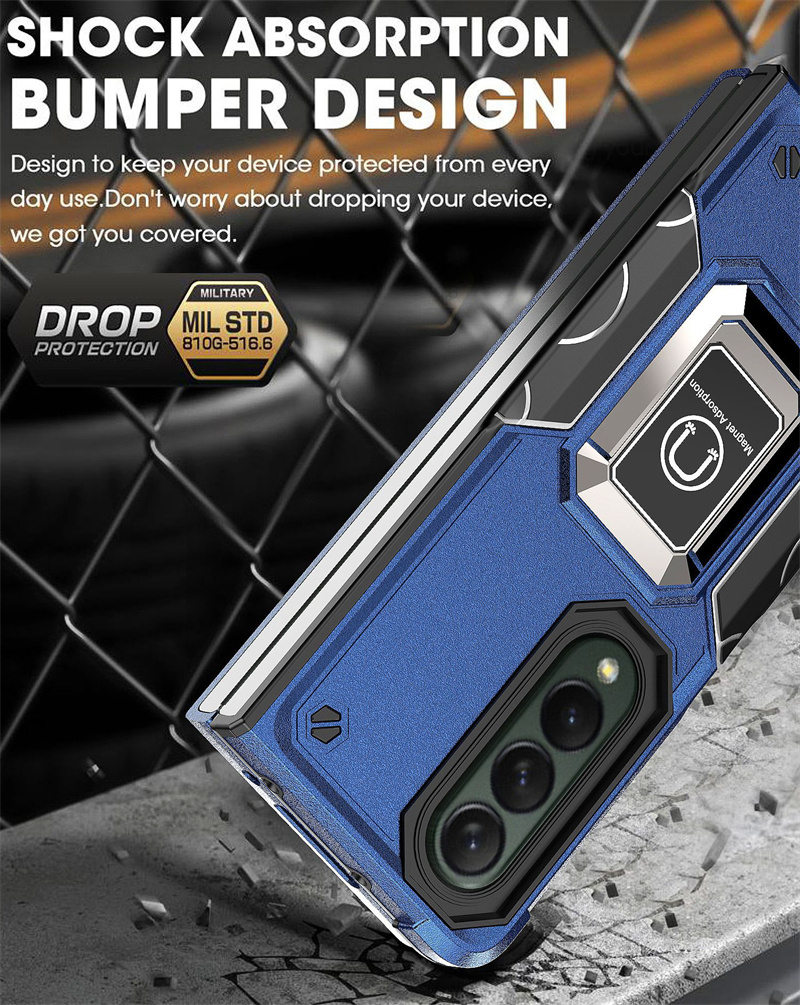 SHOCK ABSORPTION
BUMPER DESIGN
Design to keep your device protected from every
day use.Don't worry about dropping your device,
we got you covered.
DROP
PROTECTION
MILITARY
MIL STD
810G-516.6
Magnet Adsorption